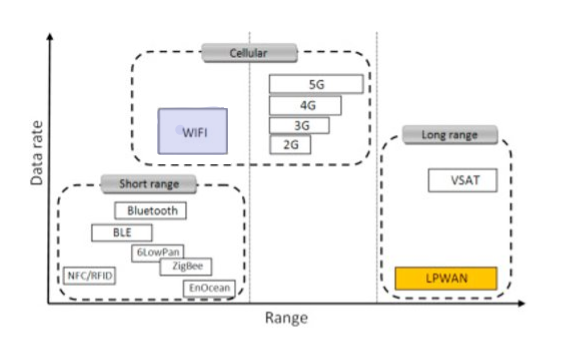 Cellular
5G
4G
WIFI
3G
2G
Long range
Data rate
VSAT
Short range
Bluetooth
BLE
6LowPan
ZigBee
NFC/RFID
EnOcean
LPWAN
Range